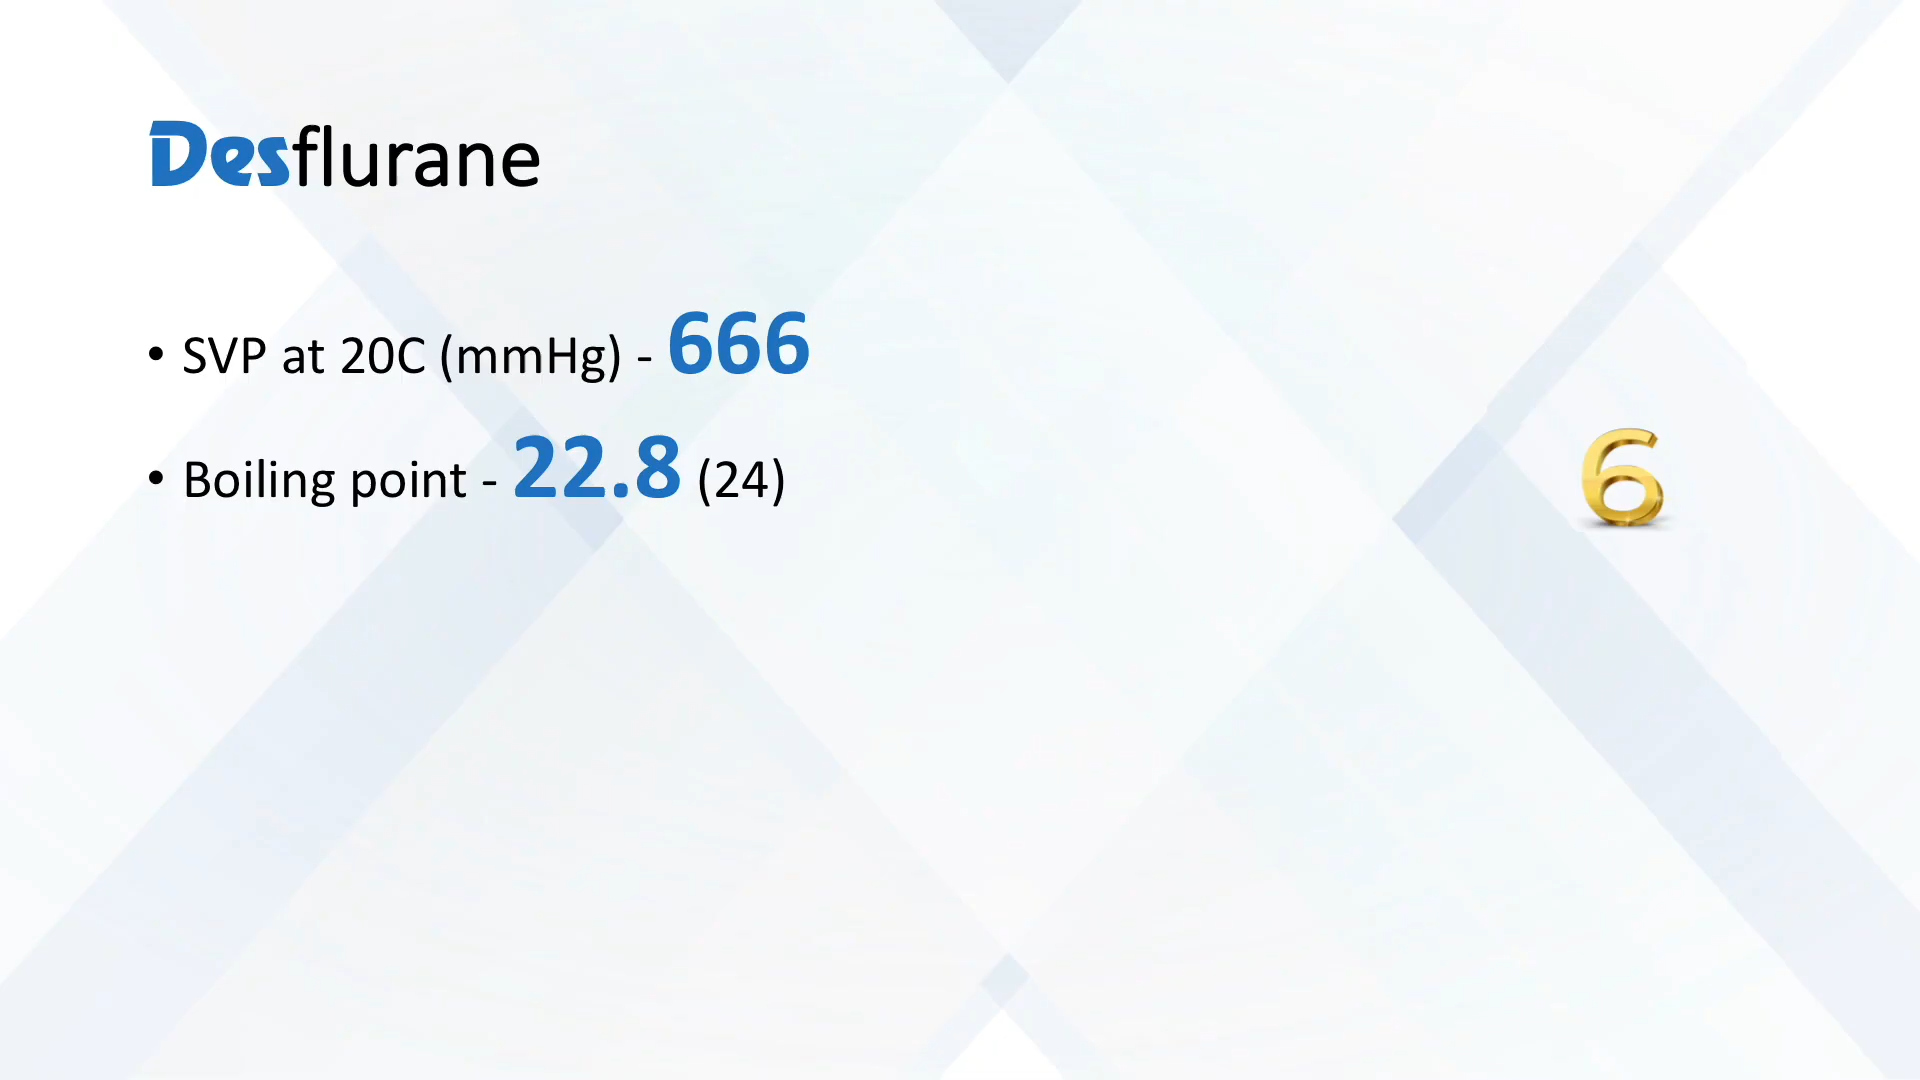 Desflurane
• SVP at 20C (mmHg) - 666
• Boiling point - 22.8 (24)
6